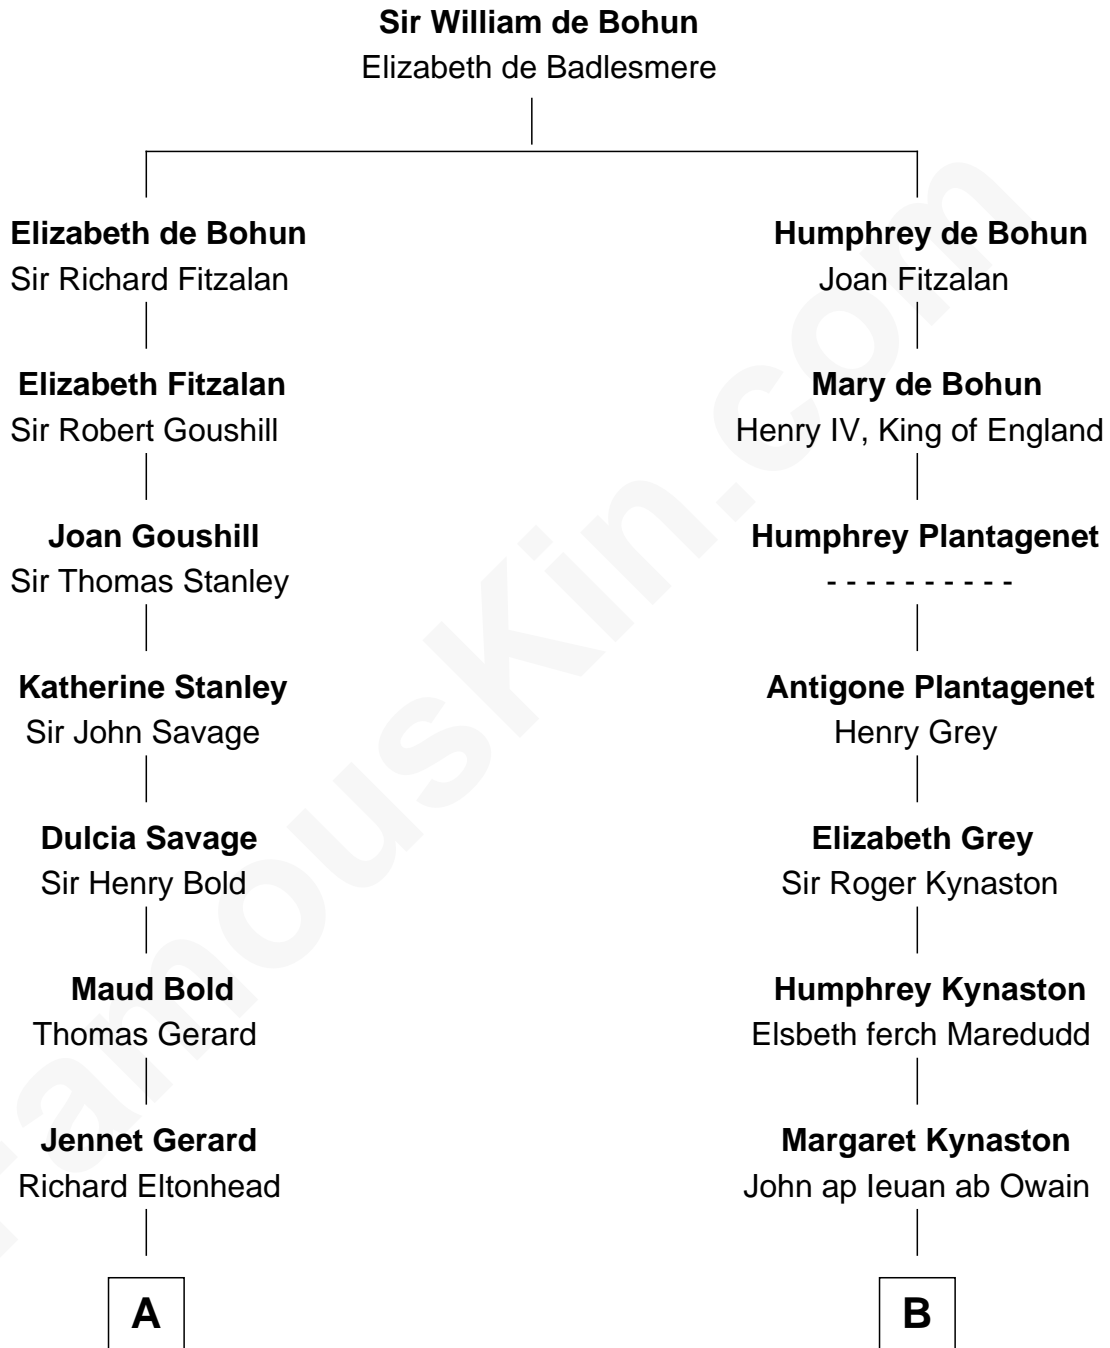 Sir William de Bohun
Elizabeth de Badlesmere
Elizabeth de Bohun
Sir Richard Fitzalan
Humphrey de Bohun
Joan Fitzalan
Elizabeth Fitzalan
Sir Robert Goushill
Mary de Bohun
Henry IV, King of England
Joan Goushill
Sir Thomas Stanley
Humphrey Plantagenet
- - - - - - - - - -
Katherine Stanley
Sir John Savage
Antigone Plantagenet
Henry Grey
Dulcia Savage
Sir Henry Bold
Elizabeth Grey
Sir Roger Kynaston
Maud Bold
Thomas Gerard
Humphrey Kynaston
Elsbeth ferch Maredudd
Jennet Gerard
Richard Eltonhead
Margaret Kynaston
John ap Ieuan ab Owain
A
B
FamousKin.com